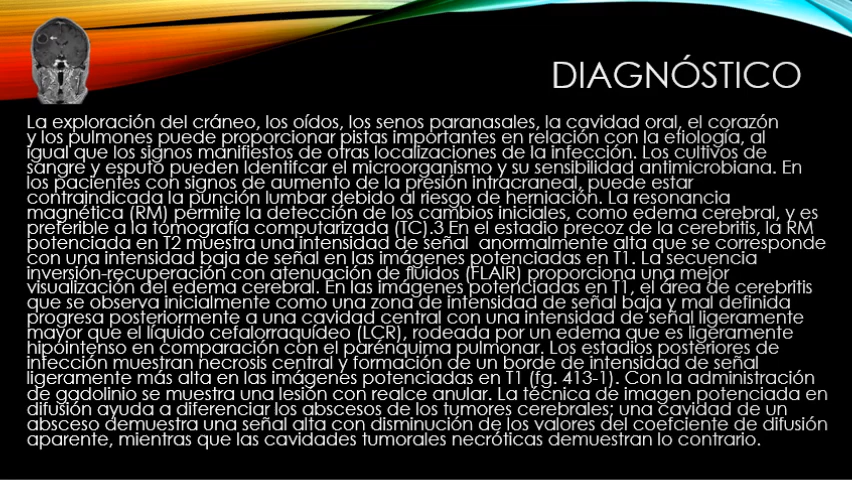 DIAGNÓSTICO
La exploración del cráneo, los oídos, los senos paranasales, la cavidad oral, el corazón
y los pulmones puede proporcionar pistas importantes en relación con la etiología, al
igual que los signos manifiestos de otras localizaciones de la infección. Los cultivos de
sangre y esputo pueden Identifcar el microorganismo y su sensibilidad antimicrobiana. En
los pacientes con signos de aumento de la presión intracraneal, puede estar
contraindicada la punción lumbar debido al riesgo de herniación. La resonancia
magnética (RM) permite la detección de los cambios iniciales, como edema cerebral, y es
preferible a la tomografía computarizada (TC).3 En el estadio precoz de la cerebritis, la RM
potenciada en T2 muestra una intensidad de señal  anormalmente alta que se corresponde
con una intensidad baja de señal en las imágenes potenciadas en T1. La secuencia
inversión-recuperación con atenuación de fluidos (FLAIR) proporciona una mejor
visualización del edema cerebral. En las imágenes potenciadas en T1, el área de cerebritis
que se observa inicialmente como una zona de intensidad de señal baja y mal definida
progresa posteriormente a una cavidad central con una intensidad de señal ligeramente
mayor que el líquido cefalorraquídeo (LCR), rodeada por un edema que es ligeramente
hipointenso en comparación con el parénquima pulmonar. Los estadios posteriores de
infección muestran necrosis central y formación de un borde de intensidad de señal
ligeramente más alta en las imágenes potenciadas en T1 (fg. 413-1). Con la administración
de gadolinio se muestra una lesión con realce anular. La técnica de imagen potenciada en
difusión ayuda a diferenciar los abscesos de los tumores cerebrales; una cavidad de un
absceso demuestra una señal alta con disminución de los valores del coefciente de difusión
aparente, mientras que las cavidades tumorales necróticas demuestran lo contrario.